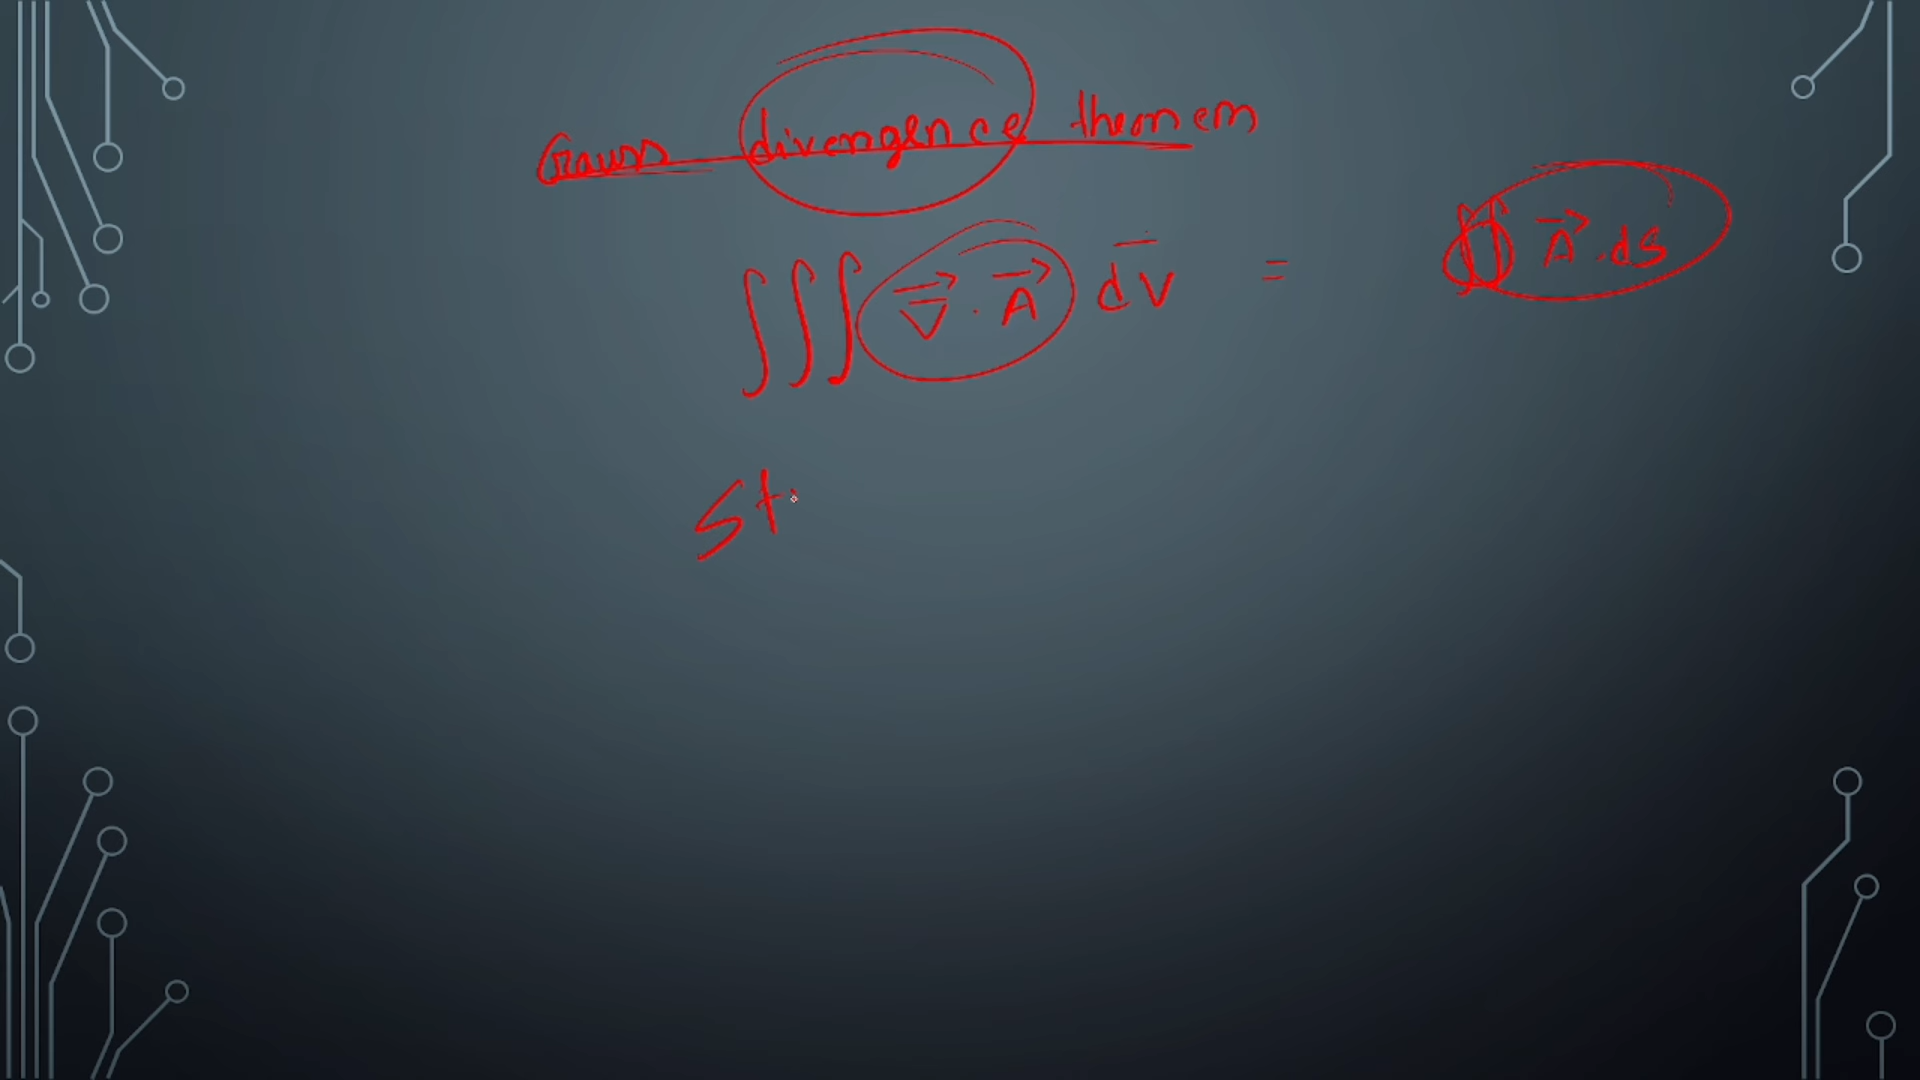 Gauss divergence theorem
∭ ∇⃗ · A⃗ dv̅ = ∯ A⃗ · ds
St